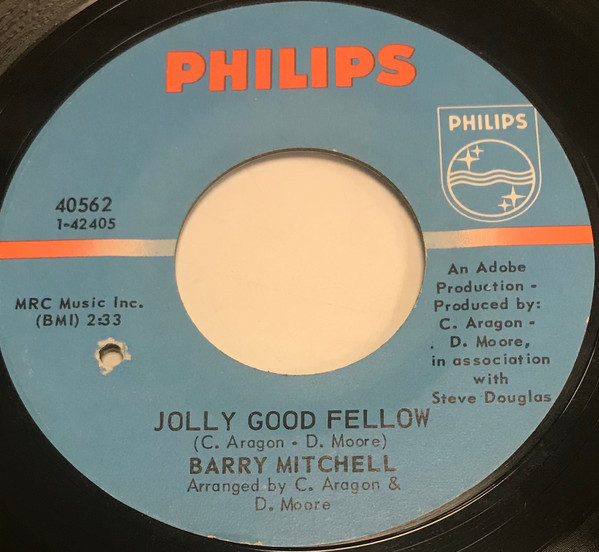 PHILIPS
PHILIPS
40562
1-42405
MRC Music Inc.
(BMI) 2:33
An Adobe
Production -
Produced by:
C. Aragon -
D. Moore,
in association
with
Steve Douglas
JOLLY GOOD FELLOW
(C. Aragon - D. Moore)
BARRY MITCHELL
Arranged by C. Aragon &
D. Moore